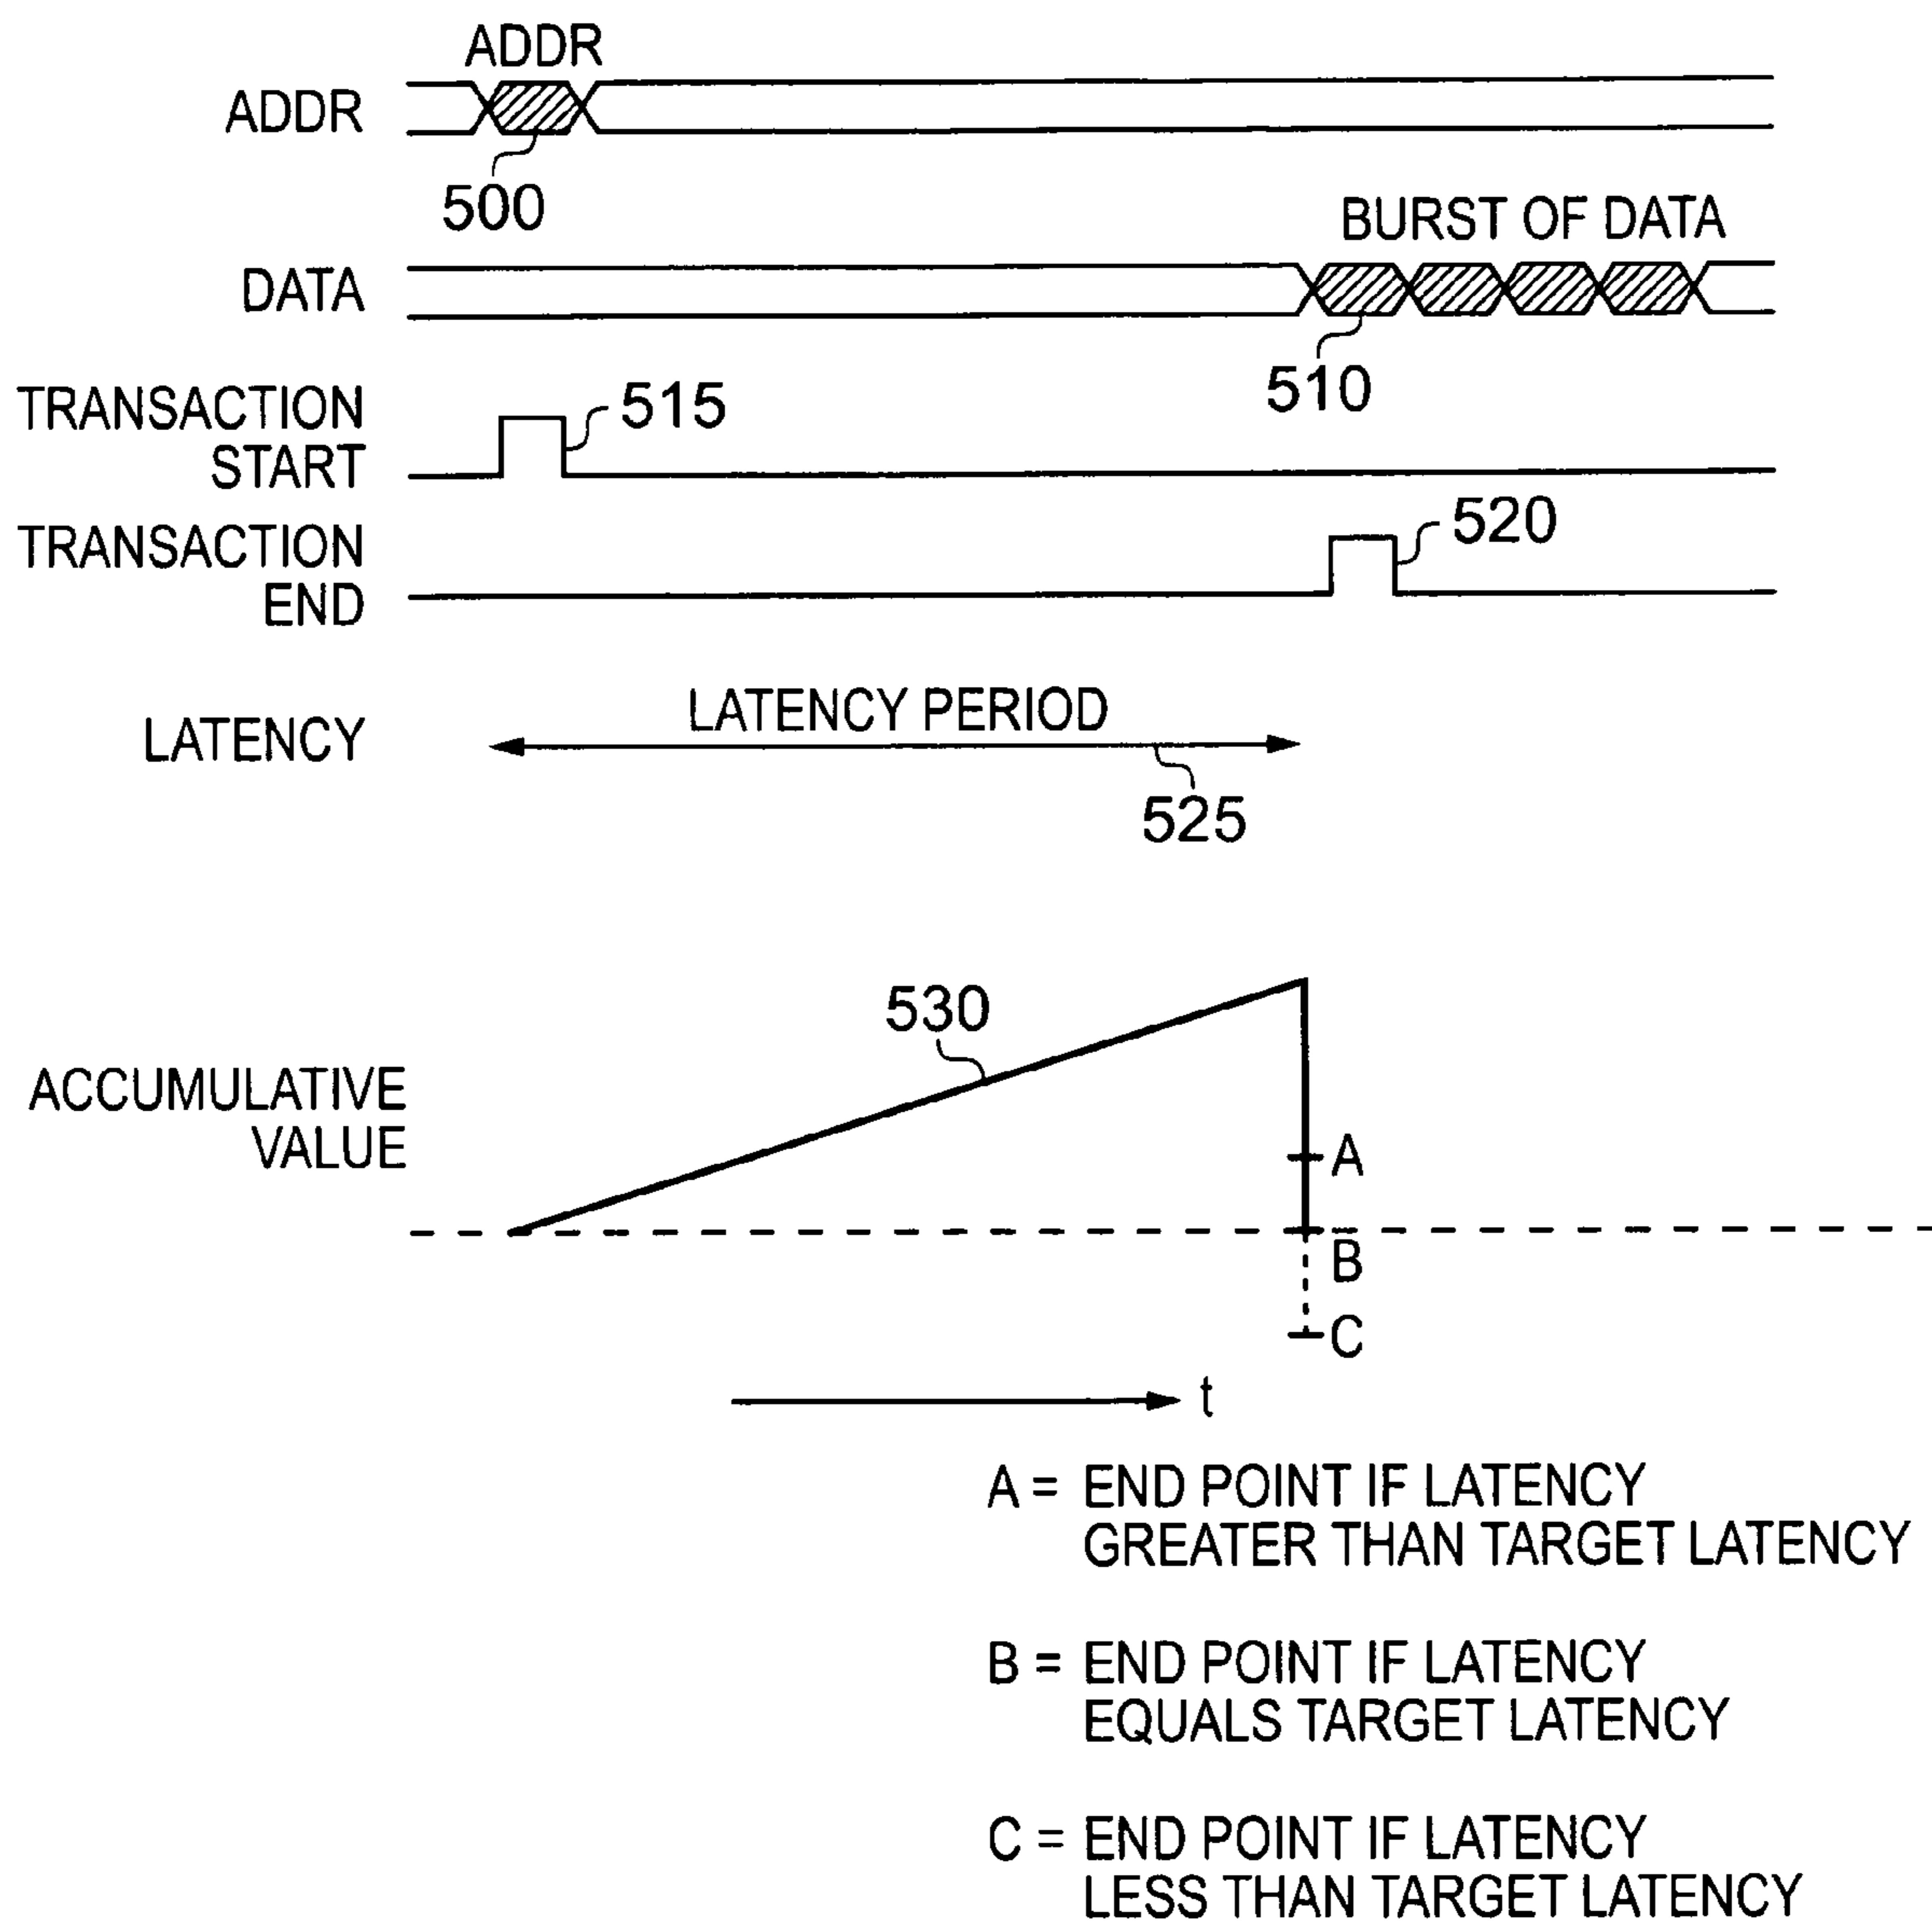 ADDR
ADDR
500
BURST OF DATA
DATA
510
TRANSACTION
START
515
TRANSACTION
END
520
LATENCY
LATENCY PERIOD
525
530
ACCUMULATIVE
VALUE
A
B
C
t
A = END POINT IF LATENCY
GREATER THAN TARGET LATENCY
B = END POINT IF LATENCY
EQUALS TARGET LATENCY
C = END POINT IF LATENCY
LESS THAN TARGET LATENCY